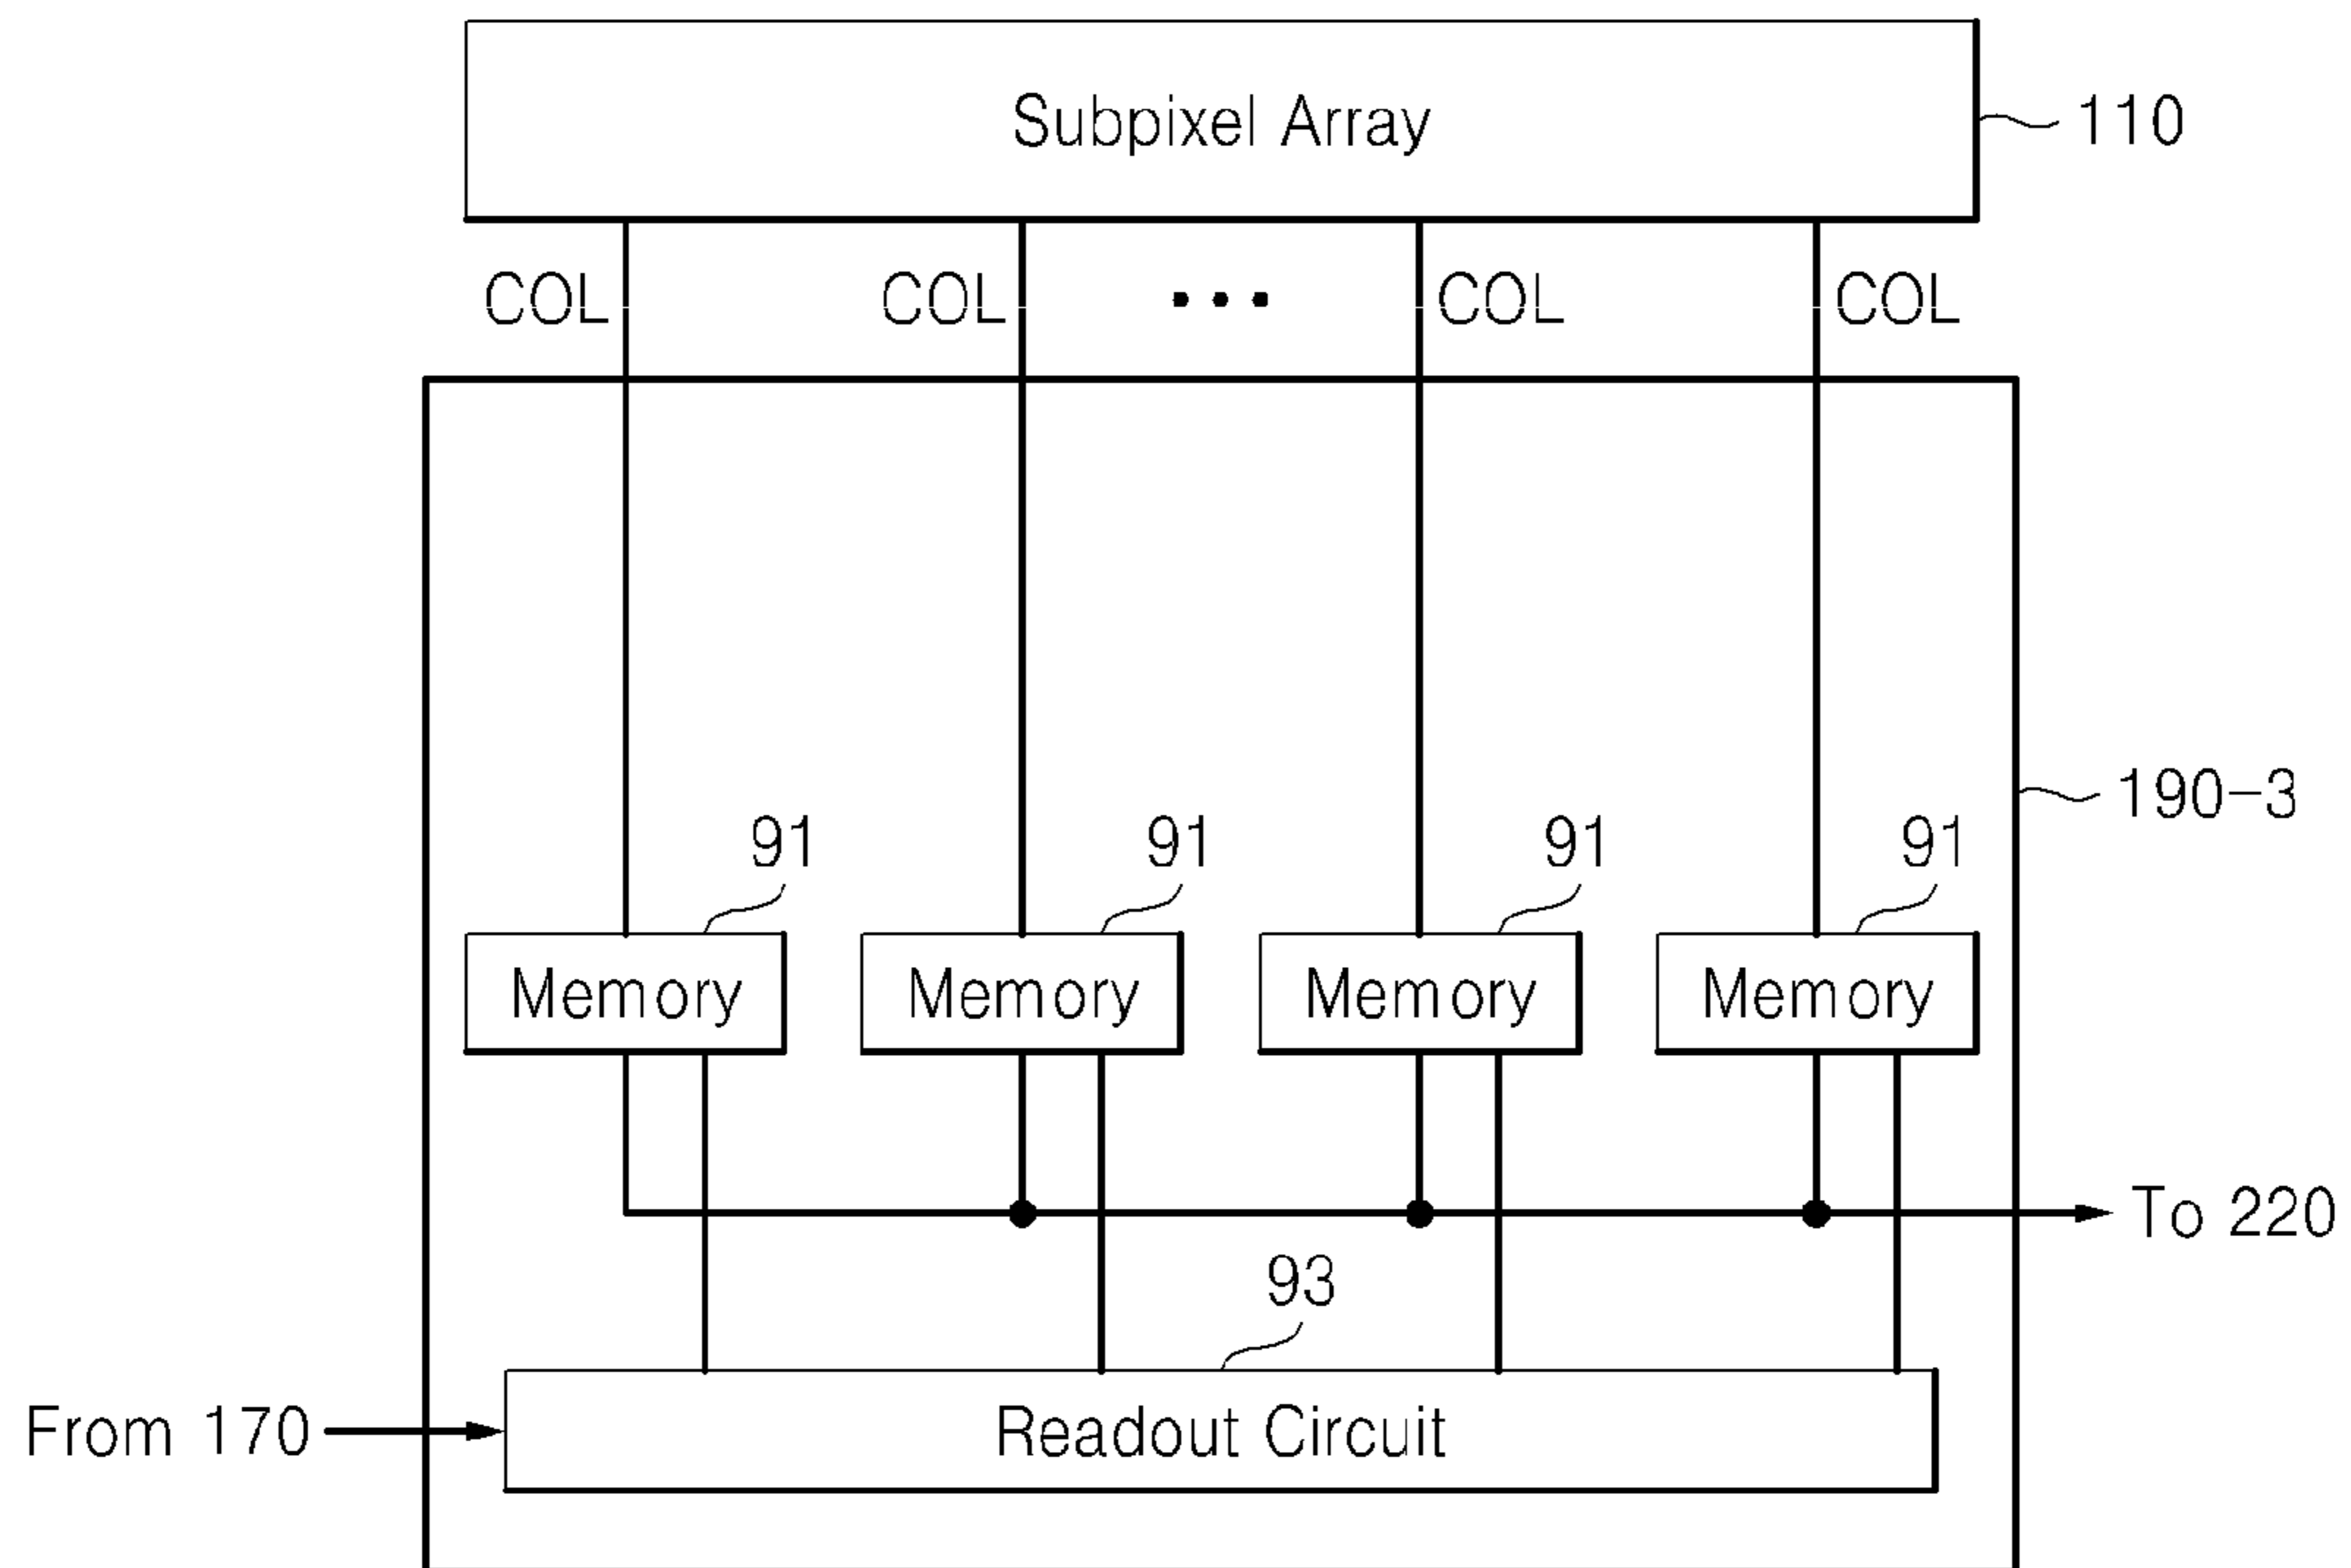 Subpixel Array
110
COL COL ••• COL COL
190-3
91 91 91 91
Memory Memory Memory Memory
To 220
93
From 170
Readout Circuit